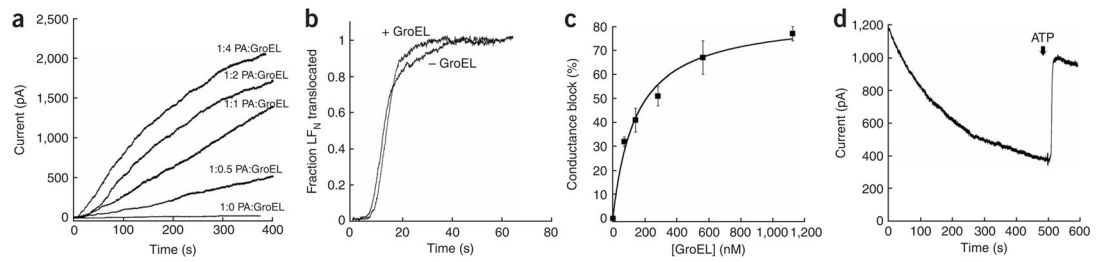 a
2,500
2,000
1,500
1,000
500
0
Current (pA)
1:4 PA:GroEL
1:2 PA:GroEL
1:1 PA:GroEL
1:0.5 PA:GroEL
1:0 PA:GroEL
0 100 200 300 400
Time (s)
b
1
0.8
0.6
0.4
0.2
0
Fraction LFN translocated
+ GroEL
– GroEL
0 20 40 60 80
Time (s)
c
80
70
60
50
40
30
20
10
0
Conductance block (%)
0 200 400 600 800 1,000 1,200
[GroEL] (nM)
d
1,200
1,000
800
600
400
200
0
Current (pA)
ATP
0 100 200 300 400 500 600
Time (s)